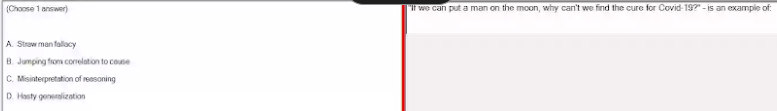 (Choose 1 answer)
"If we can put a man on the moon, why can't we find the cure for Covid-19?" - is an example of:
A. Straw man fallacy
B. Jumping from correlation to cause
C. Misinterpretation of reasoning
D. Hasty generalization